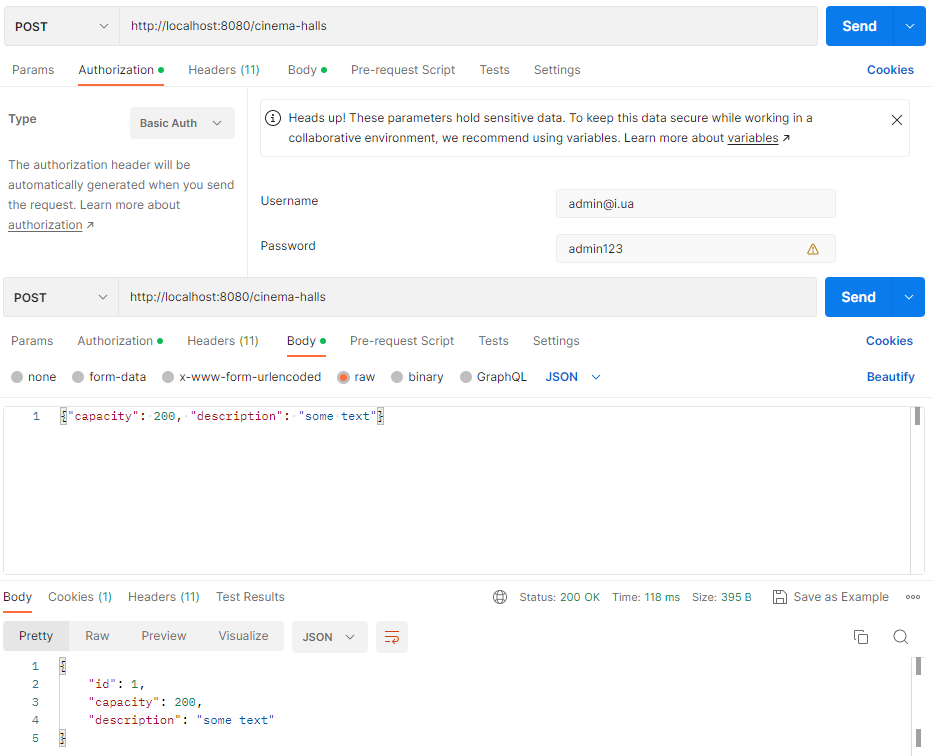 POST http://localhost:8080/cinema-halls Send
Params Authorization Headers (11) Body Pre-request Script Tests Settings Cookies
Type Basic Auth
The authorization header will be
automatically generated when you send
the request. Learn more about
authorization ↗
Heads up! These parameters hold sensitive data. To keep this data secure while working in a
collaborative environment, we recommend using variables. Learn more about variables ↗
Username admin@i.ua
Password admin123
POST http://localhost:8080/cinema-halls Send
Params Authorization Headers (11) Body Pre-request Script Tests Settings Cookies
none form-data x-www-form-urlencoded raw binary GraphQL JSON Beautify
1 {"capacity": 200, "description": "some text"}
Body Cookies (1) Headers (11) Test Results Status: 200 OK Time: 118 ms Size: 395 B Save as Example
Pretty Raw Preview Visualize JSON
1 {
2 "id": 1,
3 "capacity": 200,
4 "description": "some text"
5 }